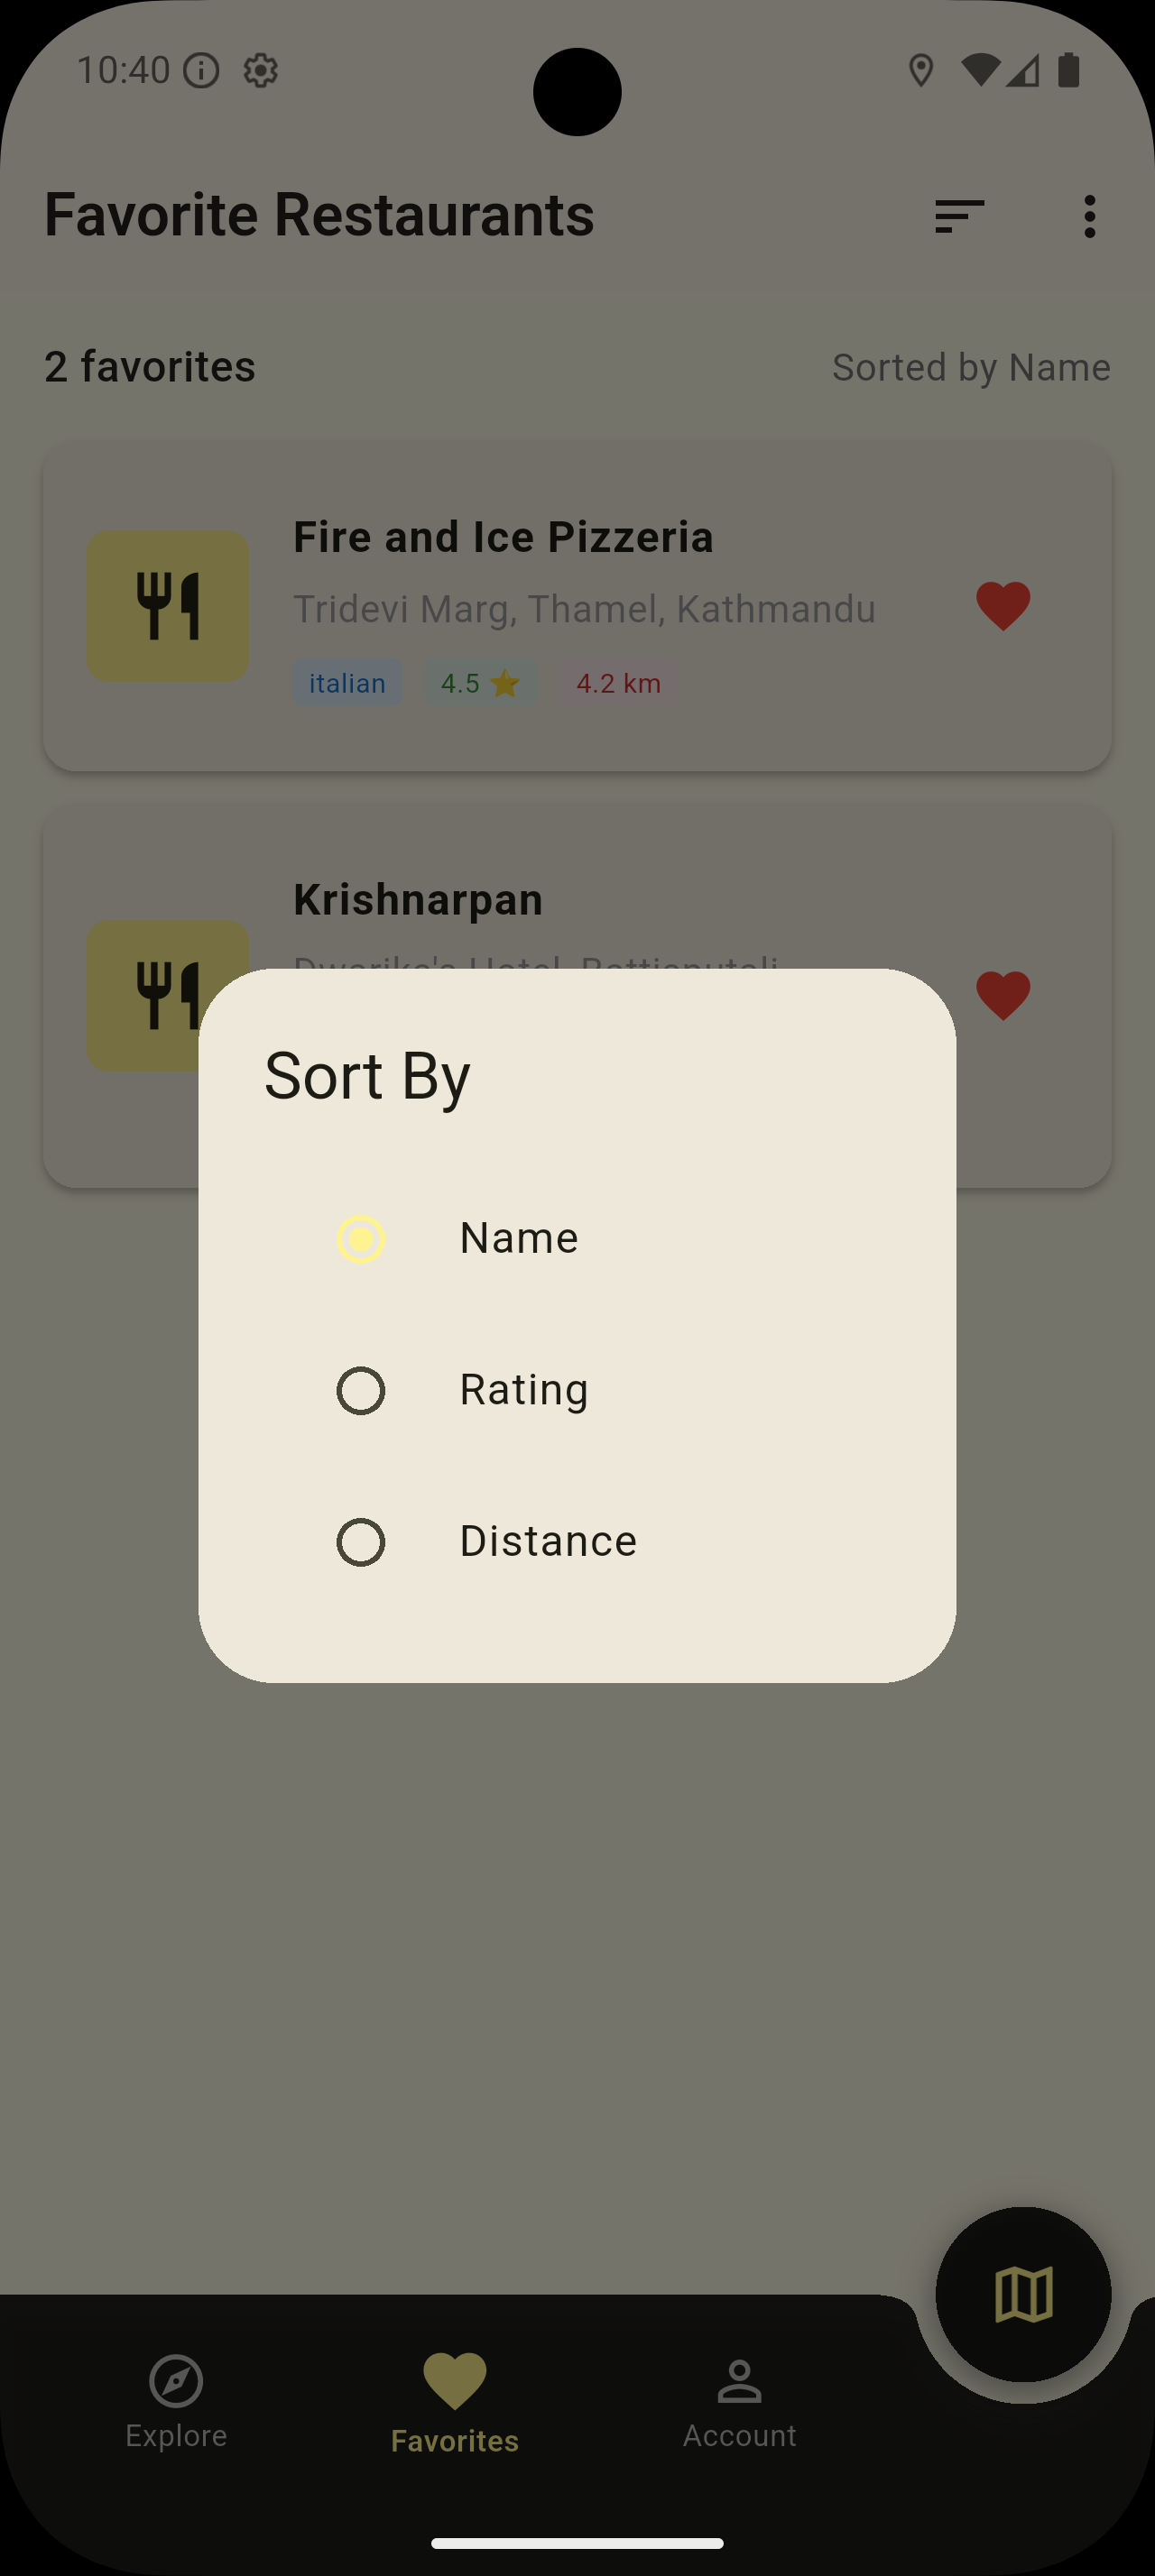 10:40
Favorite Restaurants
2 favorites
Sorted by Name
Fire and Ice Pizzeria
Tridevi Marg, Thamel, Kathmandu
italian
4.5 ⭐
4.2 km
Krishnarpan
Sort By
Name
Rating
Distance
Explore
Favorites
Account